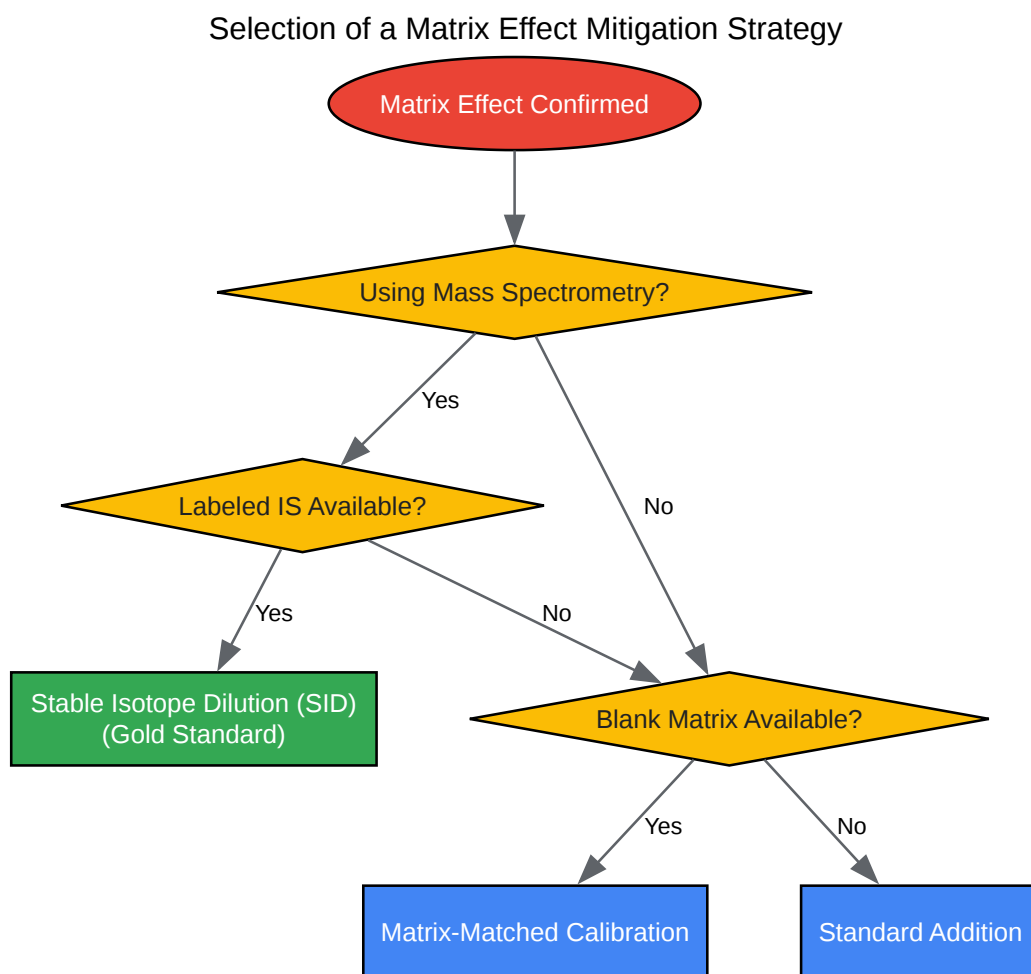 Selection of a Matrix Effect Mitigation Strategy
Matrix Effect Confirmed
Using Mass Spectrometry?
Yes
Labeled IS Available?
No
Yes
No
Stable Isotope Dilution (SID)
(Gold Standard)
Blank Matrix Available?
Yes
No
Matrix-Matched Calibration
Standard Addition